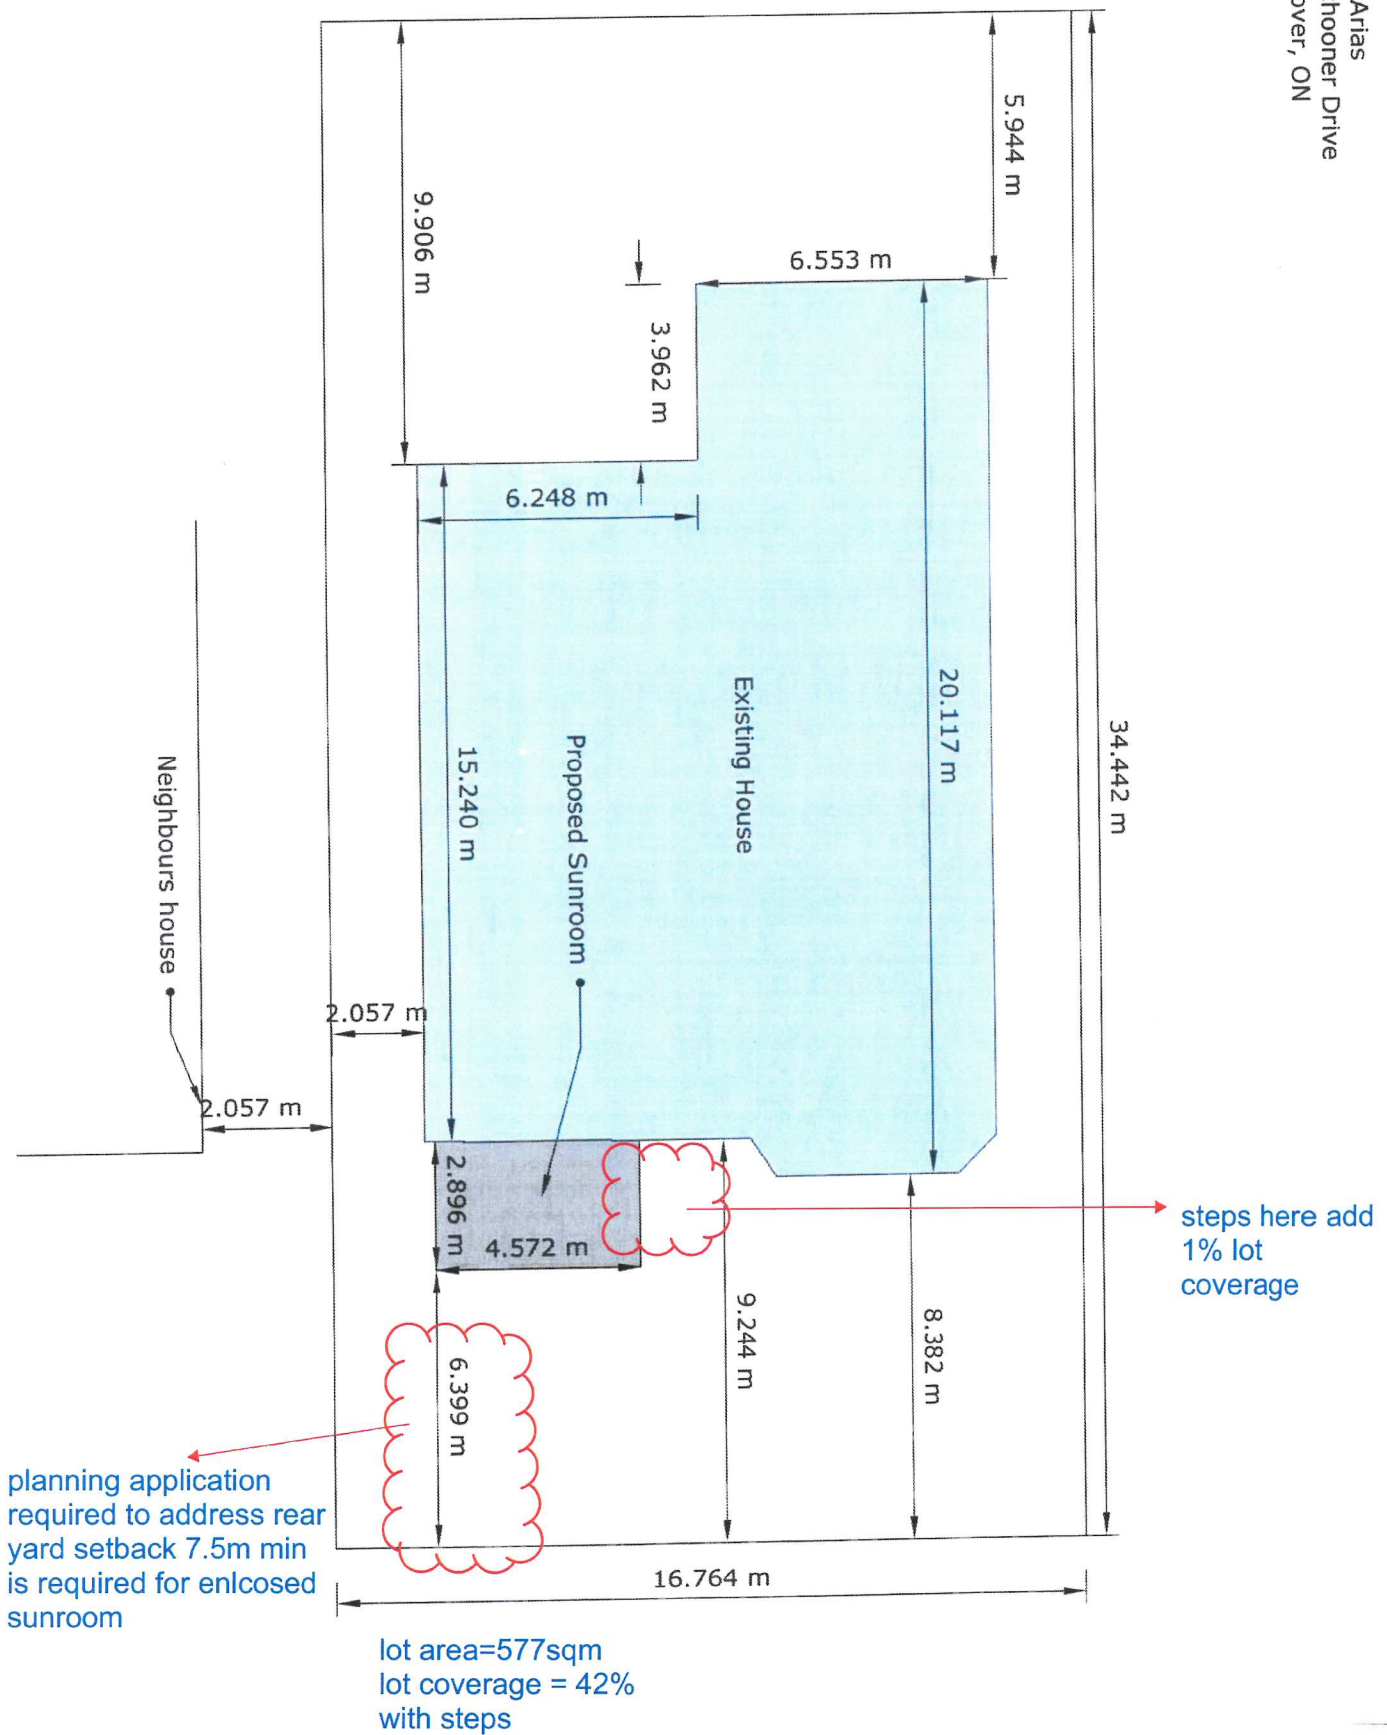 Arias
hooner Drive
over, ON
5.944 m
9.906 m
6.553 m
3.962 m
6.248 m
20.117 m
34.442 m
Existing House
Proposed Sunroom
15.240 m
Neighbours house
2.057 m
2.057 m
2.896 m
4.572 m
steps here add
1% lot
coverage
9.244 m
8.382 m
6.399 m
planning application
required to address rear
yard setback 7.5m min
is required for enlcosed
sunroom
16.764 m
lot area=577sqm
lot coverage = 42%
with steps